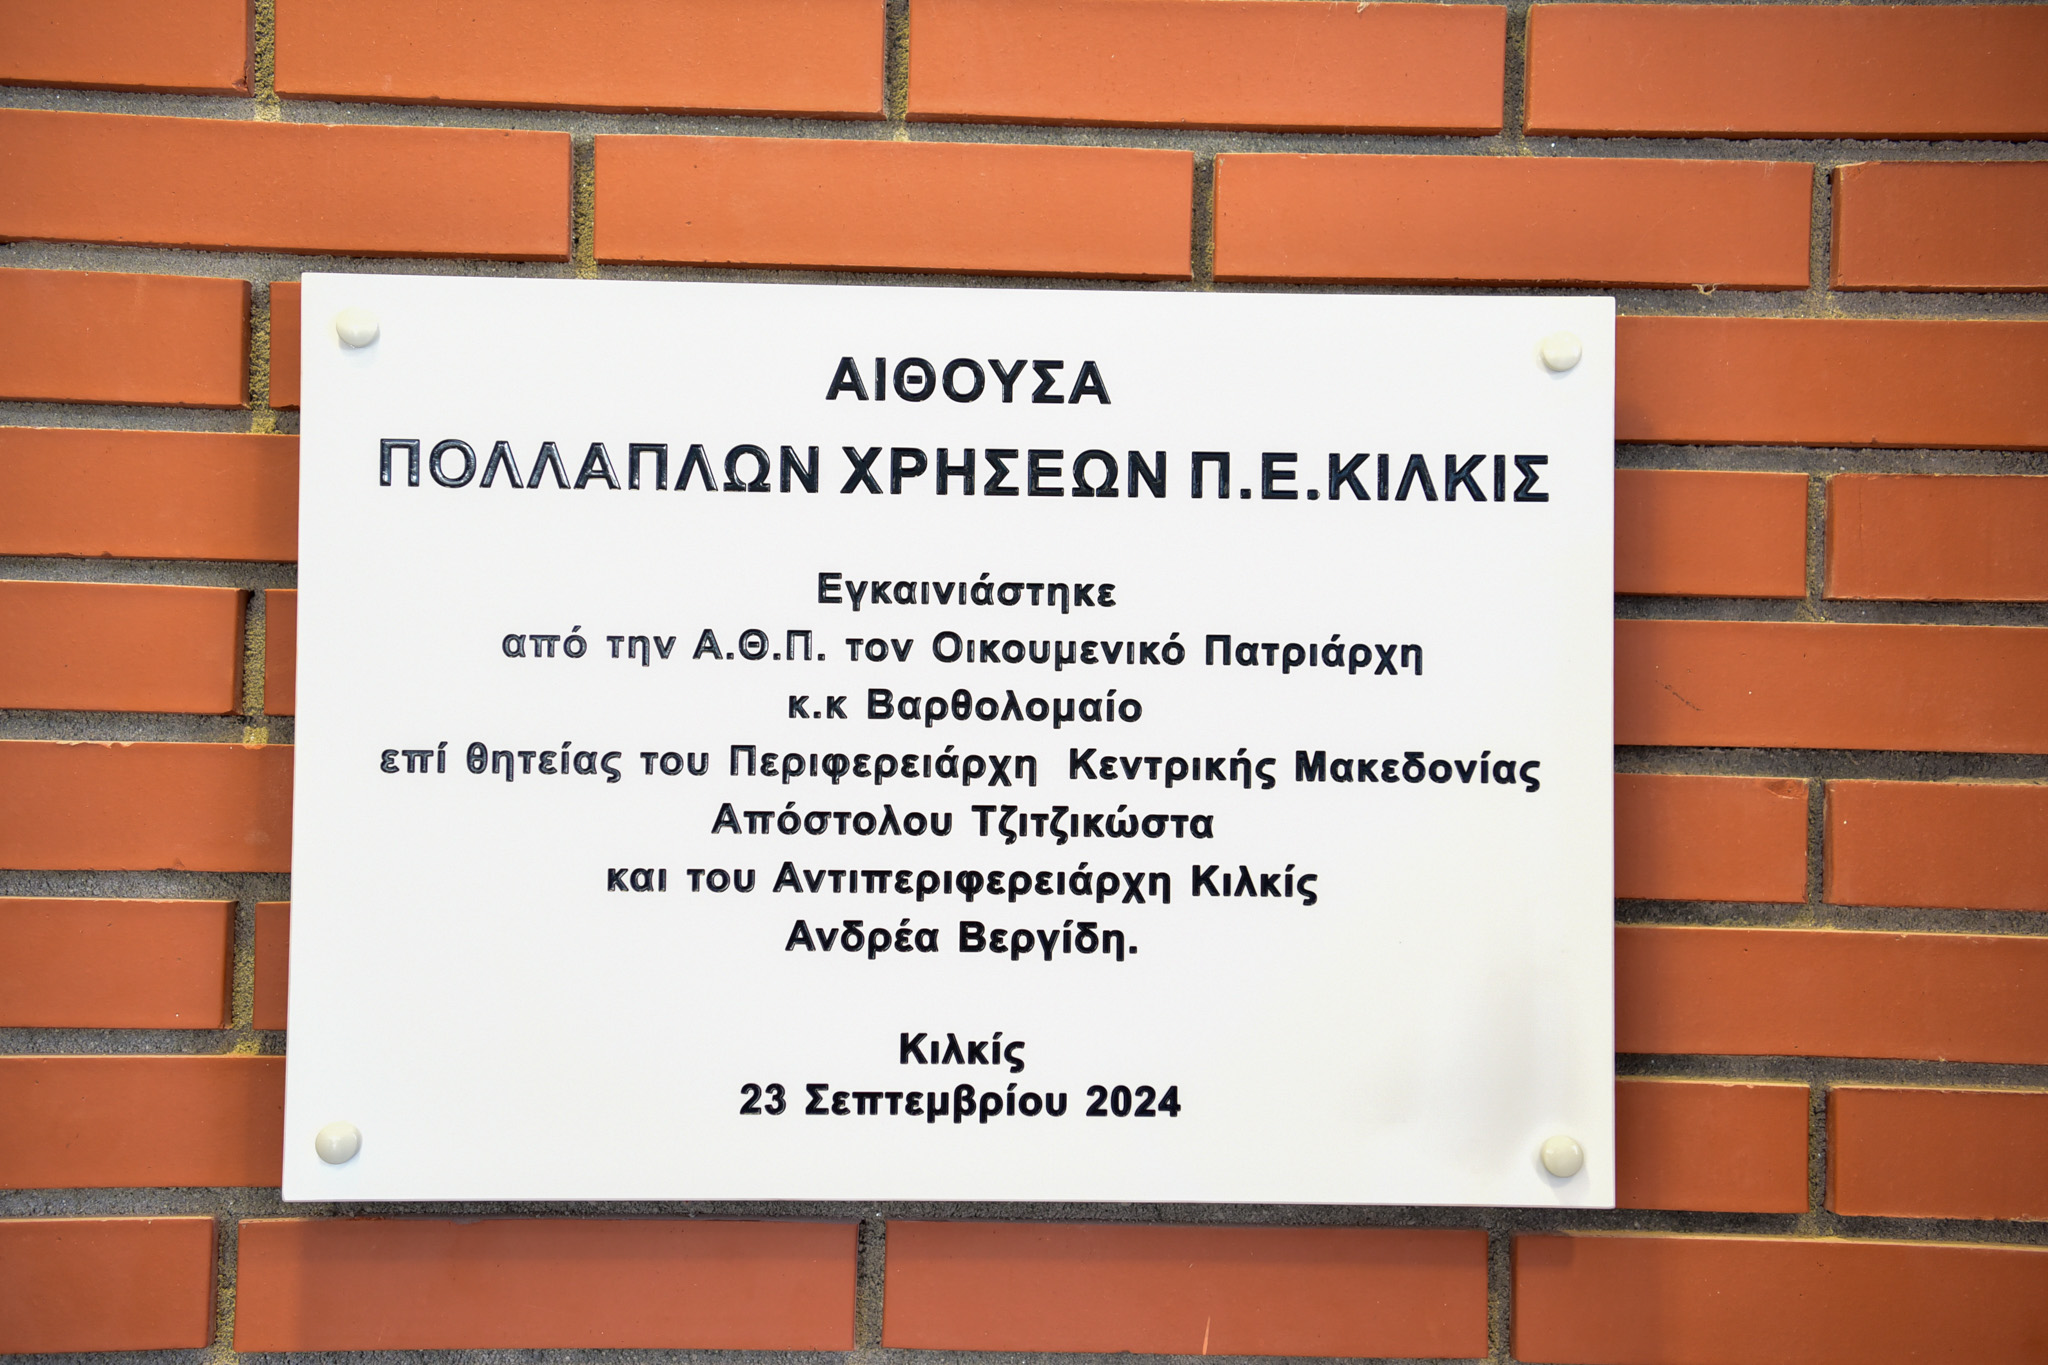 ΑΙΘΟΥΣΑ
ΠΟΛΛΑΠΛΩΝ ΧΡΗΣΕΩΝ Π.Ε.ΚΙΛΚΙΣ
Εγκαινιάστηκε
από την Α.Θ.Π. τον Οικουμενικό Πατριάρχη
κ.κ Βαρθολομαίο
επί θητείας του Περιφερειάρχη Κεντρικής Μακεδονίας
Απόστολου Τζιτζικώστα
και του Αντιπεριφερειάρχη Κιλκίς
Ανδρέα Βεργίδη.
Κιλκίς
23 Σεπτεμβρίου 2024